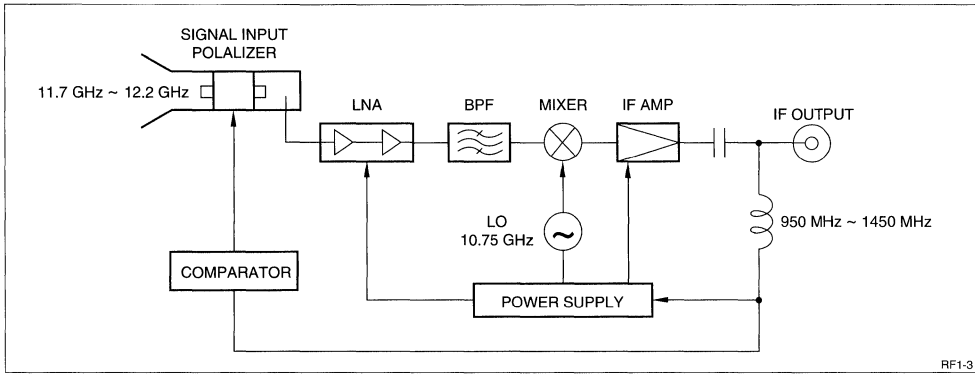 SIGNAL INPUT
POLALIZER
11.7 GHz ~ 12.2 GHz
LNA
BPF
MIXER
IF AMP
IF OUTPUT
LO
10.75 GHz
950 MHz ~ 1450 MHz
COMPARATOR
POWER SUPPLY
RF1-3